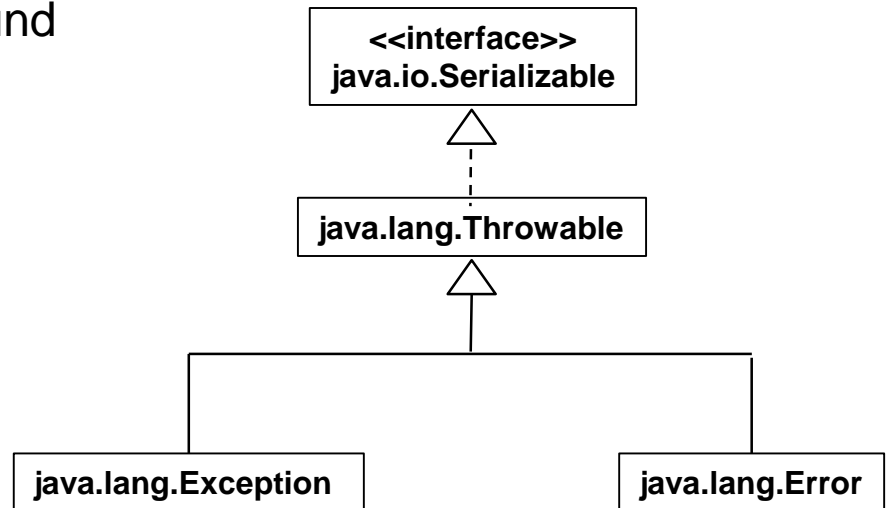 und
<<interface>>
java.io.Serializable
java.lang.Throwable
java.lang.Exception
java.lang.Error